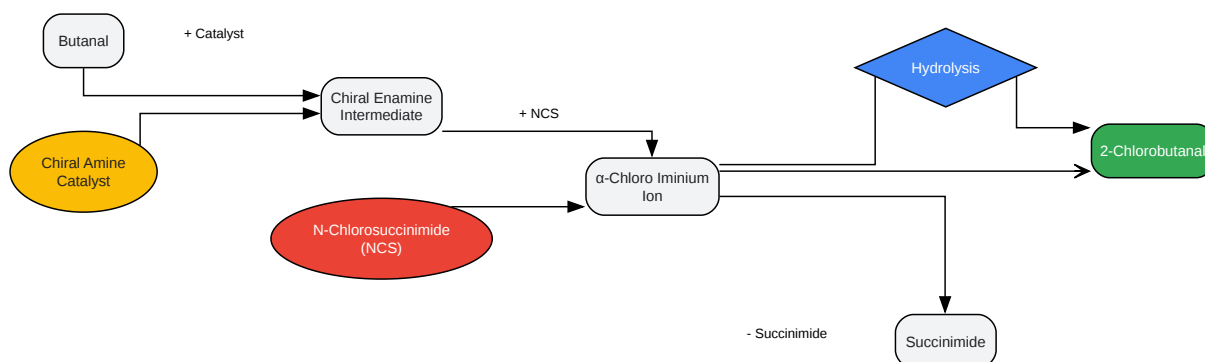 Butanal
+ Catalyst
Hydrolysis
Chiral Enamine
Intermediate
+ NCS
2-Chlorobutanal
Chiral Amine
Catalyst
α-Chloro Iminium
Ion
N-Chlorosuccinimide
(NCS)
- Succinimide
Succinimide